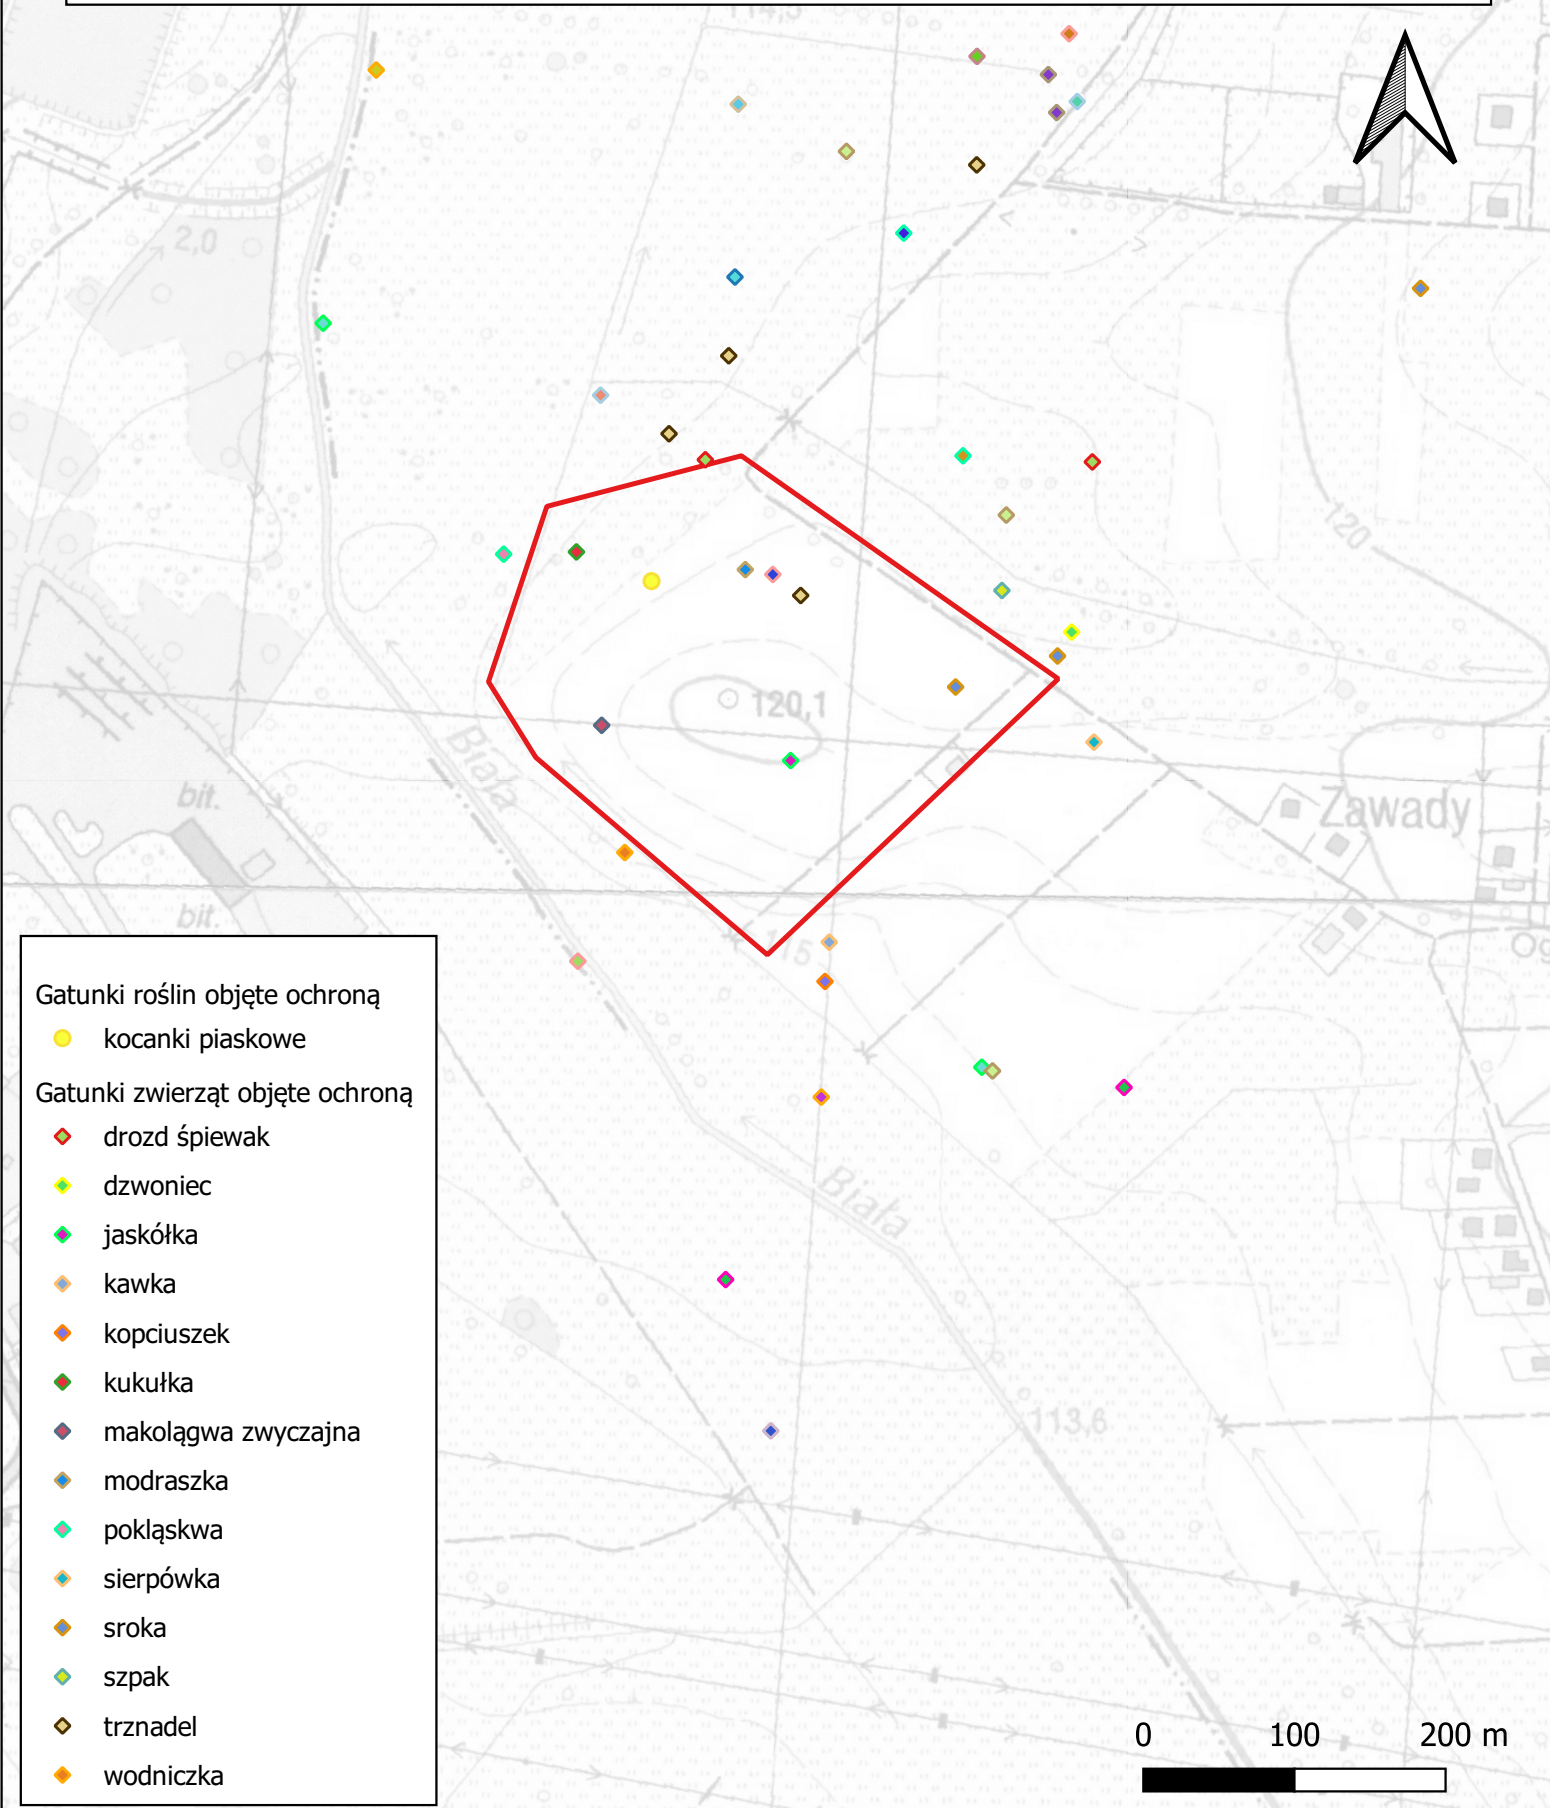 114,5
2,0
120
120,1
Biała
bit.
Zawady
bit.
115
Gatunki roślin objęte ochroną
kocanki piaskowe
Gatunki zwierząt objęte ochroną
drozd śpiewak
dzwoniec
jaskółka
kawka
kopciuszek
kukułka
makolągwa zwyczajna
modraszka
pokląskwa
sierpówka
sroka
szpak
trznadel
wodniczka
Biała
113,6
0 100 200 m